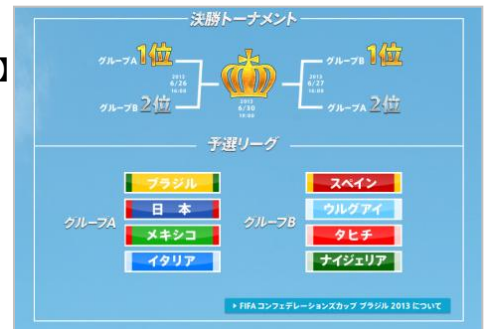 】
決勝トーナメント
グループA 1位
グループB 1位
2013
6/26
16:00
2013
6/27
16:00
グループB 2位
グループA 2位
2013
6/30
19:00
予選リーグ
ブラジル
スペイン
日本
ウルグアイ
グループA
グループB
メキシコ
タヒチ
イタリア
ナイジェリア
FIFA コンフェデレーションズカップ ブラジル 2013 について